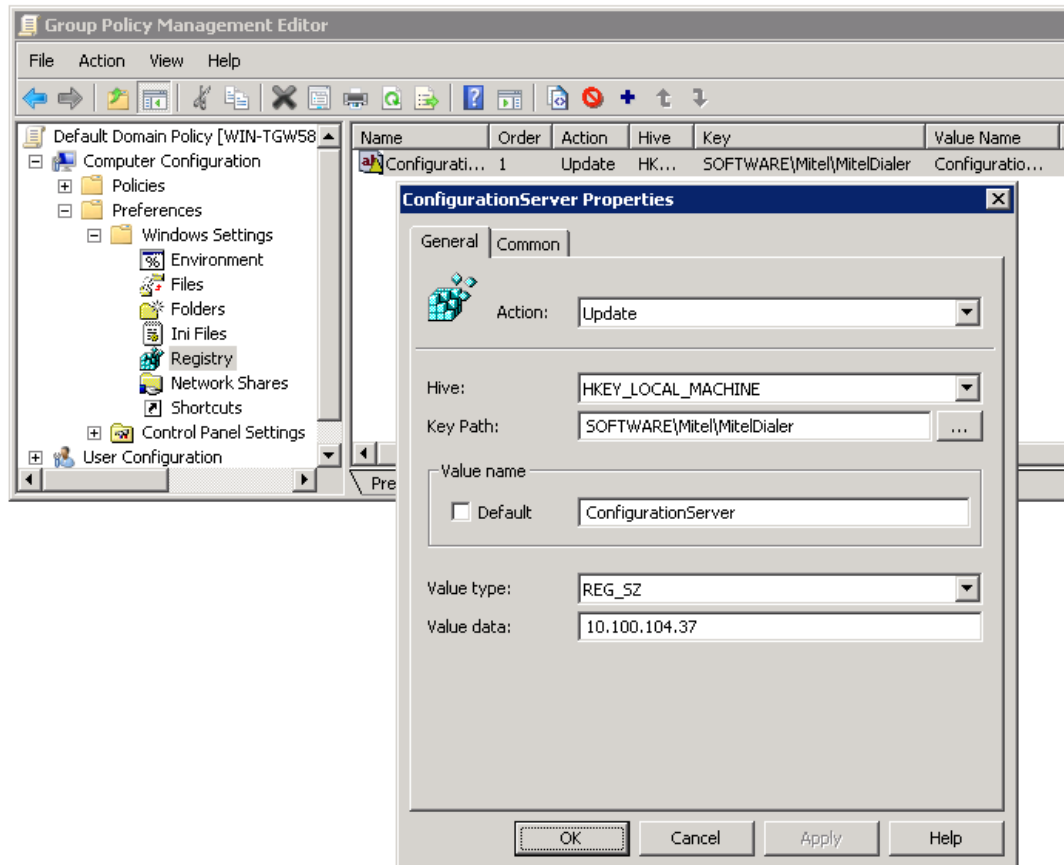 Group Policy Management Editor
File Action View Help
Default Domain Policy [WIN-TGW58
Computer Configuration
Policies
Preferences
Windows Settings
Environment
Files
Folders
Ini Files
Registry
Network Shares
Shortcuts
Control Panel Settings
User Configuration
Name Order Action Hive Key Value Name
Configurati... 1 Update HK... SOFTWARE\Mitel\MitelDialer Configuratio...
Pre
ConfigurationServer Properties
General Common
Action: Update
Hive: HKEY_LOCAL_MACHINE
Key Path: SOFTWARE\Mitel\MitelDialer ...
Value name
Default ConfigurationServer
Value type: REG_SZ
Value data: 10.100.104.37
OK Cancel Apply Help